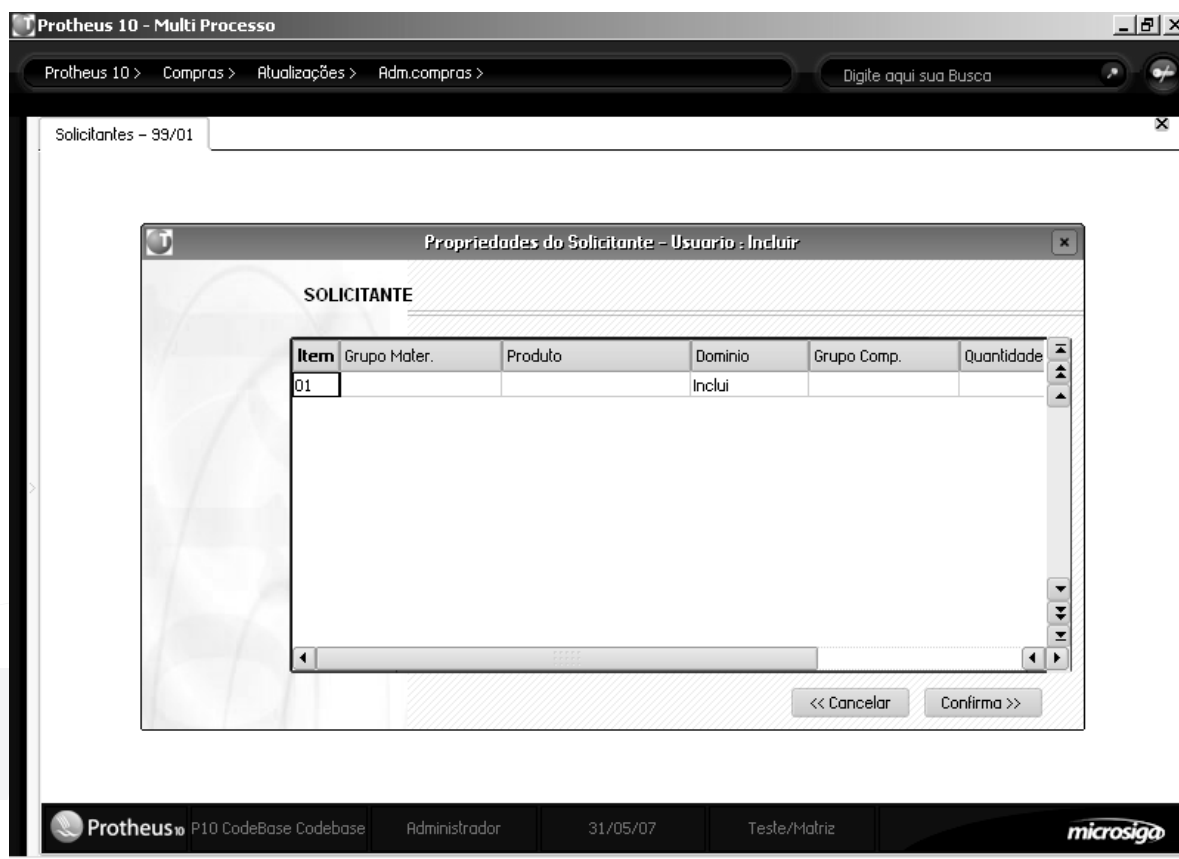 Protheus 10 - Multi Processo
Protheus 10 > Compras > Atualizações > Adm.compras > Digite aqui sua Busca
Solicitantes – 99/01
Propriedades do Solicitante – Usuario : Incluir
SOLICITANTE
Item Grupo Mater. Produto Dominio Grupo Comp. Quantidade
01 Inclui
<< Cancelar Confirma >>
Protheus 10 P10 CodeBase Codebase Administrador 31/05/07 Teste/Matriz microsiga